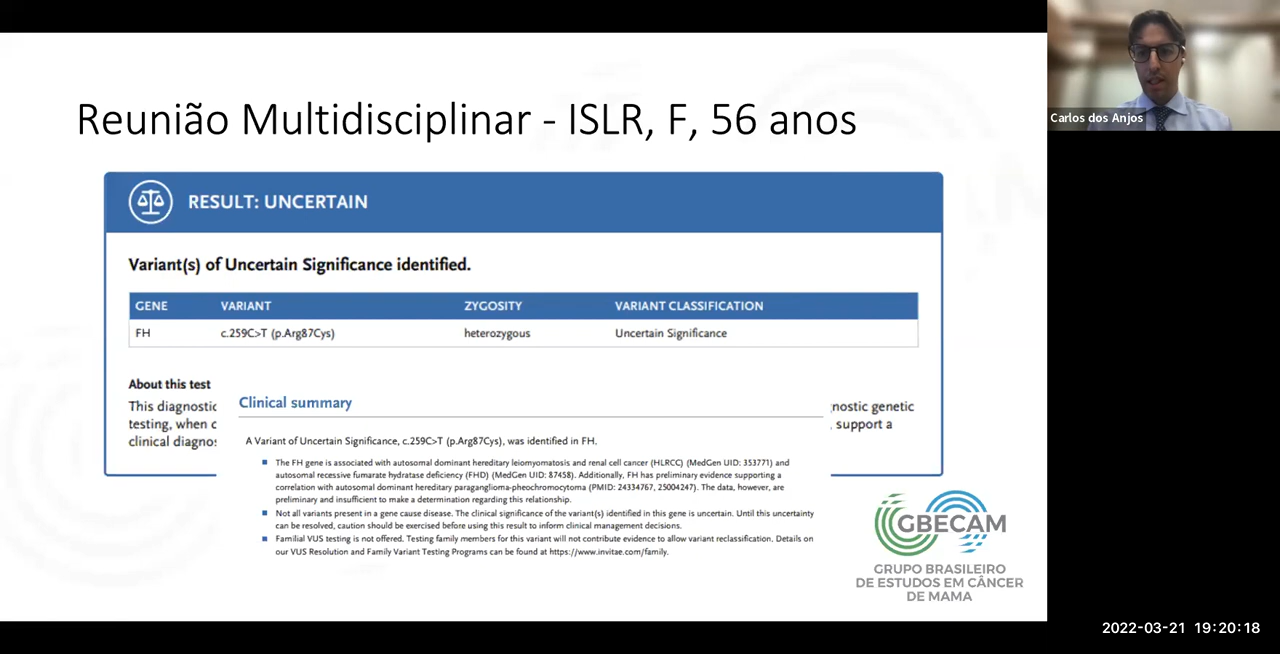 Reunião Multidisciplinar - ISLR, F, 56 anos
Carlos dos Anjos
RESULT: UNCERTAIN
Variant(s) of Uncertain Significance identified.
GENE VARIANT ZYGOSITY VARIANT CLASSIFICATION
FH c.259C>T (p.Arg87Cys) heterozygous Uncertain Significance
About this test
This diagnostic
testing, when c
clinical diagnos
nostic genetic
, support a
Clinical summary
A Variant of Uncertain Significance, c.259C>T (p.Arg87Cys), was identified in FH.
The FH gene is associated with autosomal dominant hereditary leiomyomatosis and renal cell cancer (HLRCC) (MedGen UID: 353771) and
autosomal recessive fumarate hydratase deficiency (FHD) (MedGen UID: 87458). Additionally, FH has preliminary evidence supporting a
correlation with autosomal dominant hereditary paraganglioma-pheochromocytoma (PMID: 24334767, 25004247). The data, however, are
preliminary and insufficient to make a determination regarding this relationship.
Not all variants present in a gene cause disease. The clinical significance of the variant(s) identified in this gene is uncertain. Until this uncertainty
can be resolved, caution should be exercised before using this result to inform clinical management decisions.
Familial VUS testing is not offered. Testing family members for this variant will not contribute evidence to allow variant reclassification. Details on
our VUS Resolution and Family Variant Testing Programs can be found at https://www.invitae.com/family.
GBECAM
GRUPO BRASILEIRO
DE ESTUDOS EM CÂNCER
DE MAMA
2022-03-21 19:20:18